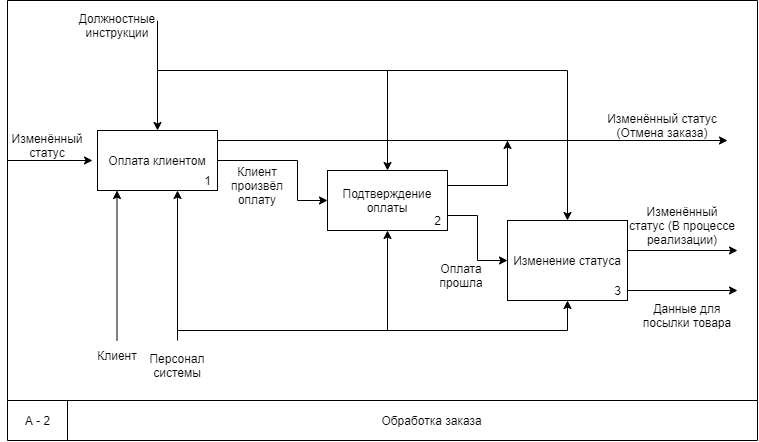 Должностные
инструкции
Изменённый
статус
Оплата клиентом
1
Клиент
произвёл
оплату
Подтверждение
оплаты
2
Изменённый статус
(Отмена заказа)
Оплата
прошла
Изменение статуса
3
Изменённый
статус (В процессе
реализации)
Данные для
посылки товара
Клиент
Персонал
системы
А - 2
Обработка заказа